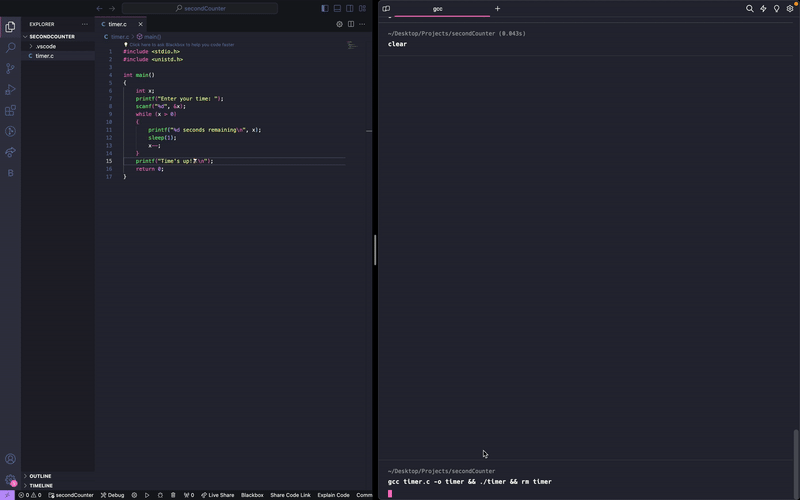 secondCounter
EXPLORER
SECONDCOUNTER
.vscode
C timer.c
C timer.c
C timer.c > main()
Click here to ask Blackbox to help you code faster
1 #include <stdio.h>
2 #include <unistd.h>
3
4 int main()
5 {
6 int x;
7 printf("Enter your time: ");
8 scanf("%d", &x);
9 while (x > 0)
10 {
11 printf("%d seconds remaining\n", x);
12 sleep(1);
13 x--;
14 }
15 printf("Time's up!⏳\n");
16 return 0;
17 }
OUTLINE
TIMELINE
0 0 secondCounter Debug 0 Live Share Blackbox Share Code Link Explain Code Comm
gcc
~/Desktop/Projects/secondCounter (0.043s)
clear
~/Desktop/Projects/secondCounter
gcc timer.c -o timer && ./timer && rm timer